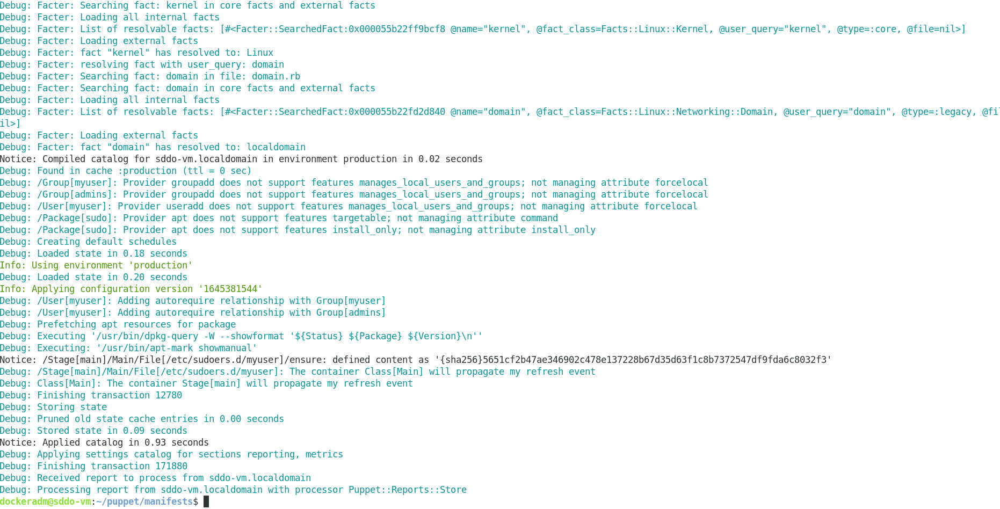 Debug: Facter: Searching fact: kernel in core facts and external facts
Debug: Facter: Loading all internal facts
Debug: Facter: List of resolvable facts: [#<Facter::SearchedFact:0x000055b22ff9bcf8 @name="kernel", @fact_class=Facts::Linux::Kernel, @user_query="kernel", @type=:core, @file=nil>]
Debug: Facter: Loading external facts
Debug: Facter: fact "kernel" has resolved to: Linux
Debug: Facter: resolving fact with user_query: domain
Debug: Facter: Searching fact: domain in file: domain.rb
Debug: Facter: Searching fact: domain in core facts and external facts
Debug: Facter: Loading all internal facts
Debug: Facter: List of resolvable facts: [#<Facter::SearchedFact:0x000055b22fd2d840 @name="domain", @fact_class=Facts::Linux::Networking::Domain, @user_query="domain", @type=:legacy, @fil
il>]
Debug: Facter: Loading external facts
Debug: Facter: fact "domain" has resolved to: localdomain
Notice: Compiled catalog for sddo-vm.localdomain in environment production in 0.02 seconds
Debug: Found in cache :production (ttl = 0 sec)
Debug: /Group[myuser]: Provider groupadd does not support features manages_local_users_and_groups; not managing attribute forcelocal
Debug: /Group[admins]: Provider groupadd does not support features manages_local_users_and_groups; not managing attribute forcelocal
Debug: /User[myuser]: Provider useradd does not support features manages_local_users_and_groups; not managing attribute forcelocal
Debug: /Package[sudo]: Provider apt does not support features targetable; not managing attribute command
Debug: /Package[sudo]: Provider apt does not support features install_only; not managing attribute install_only
Debug: Creating default schedules
Debug: Loaded state in 0.18 seconds
Info: Using environment 'production'
Debug: Loaded state in 0.20 seconds
Info: Applying configuration version '1645381544'
Debug: /User[myuser]: Adding autorequire relationship with Group[myuser]
Debug: /User[myuser]: Adding autorequire relationship with Group[admins]
Debug: Prefetching apt resources for package
Debug: Executing '/usr/bin/dpkg-query -W --showformat '${Status} ${Package} ${Version}\n''
Debug: Executing: '/usr/bin/apt-mark showmanual'
Notice: /Stage[main]/Main/File[/etc/sudoers.d/myuser]/ensure: defined content as '{sha256}5651cf2b47ae346902c478e137228b67d35d63f1c8b7372547df9fda6c8032f3'
Debug: /Stage[main]/Main/File[/etc/sudoers.d/myuser]: The container Class[Main] will propagate my refresh event
Debug: Class[Main]: The container Stage[main] will propagate my refresh event
Debug: Finishing transaction 12780
Debug: Storing state
Debug: Pruned old state cache entries in 0.00 seconds
Debug: Stored state in 0.09 seconds
Notice: Applied catalog in 0.93 seconds
Debug: Applying settings catalog for sections reporting, metrics
Debug: Finishing transaction 171880
Debug: Received report to process from sddo-vm.localdomain
Debug: Processing report from sddo-vm.localdomain with processor Puppet::Reports::Store
dockeradm@sddo-vm:~/puppet/manifests$